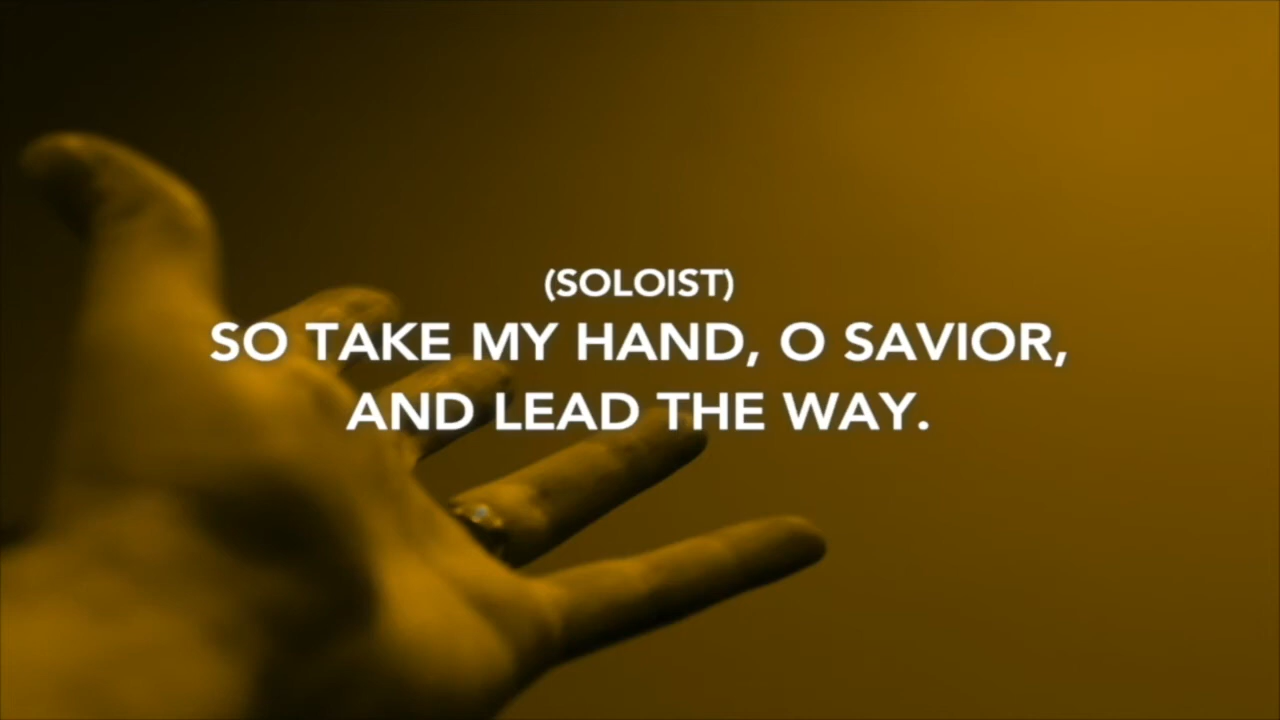 (SOLOIST)
SO TAKE MY HAND, O SAVIOR,
AND LEAD THE WAY.